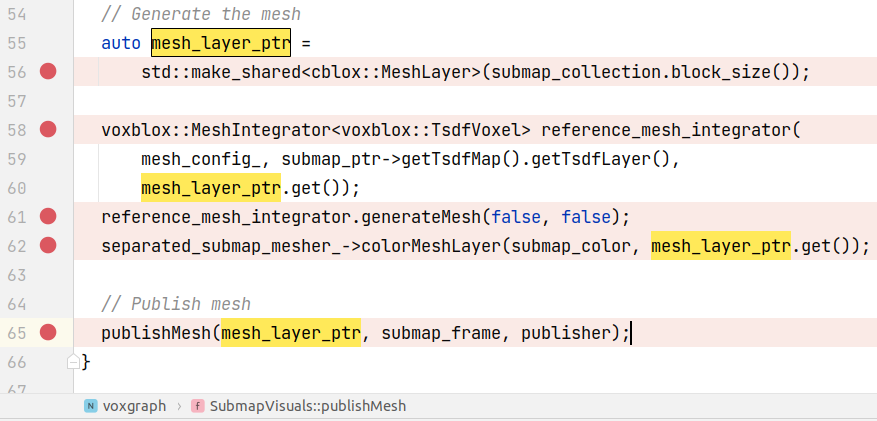 54 // Generate the mesh
55 auto mesh_layer_ptr =
56 std::make_shared<cblox::MeshLayer>(submap_collection.block_size());
57
58 voxblox::MeshIntegrator<voxblox::TsdfVoxel> reference_mesh_integrator(
59 mesh_config_, submap_ptr->getTsdfMap().getTsdfLayer(),
60 mesh_layer_ptr.get());
61 reference_mesh_integrator.generateMesh(false, false);
62 separated_submap_mesher_->colorMeshLayer(submap_color, mesh_layer_ptr.get());
63
64 // Publish mesh
65 publishMesh(mesh_layer_ptr, submap_frame, publisher);
66 }
67
N voxgraph › f SubmapVisuals::publishMesh